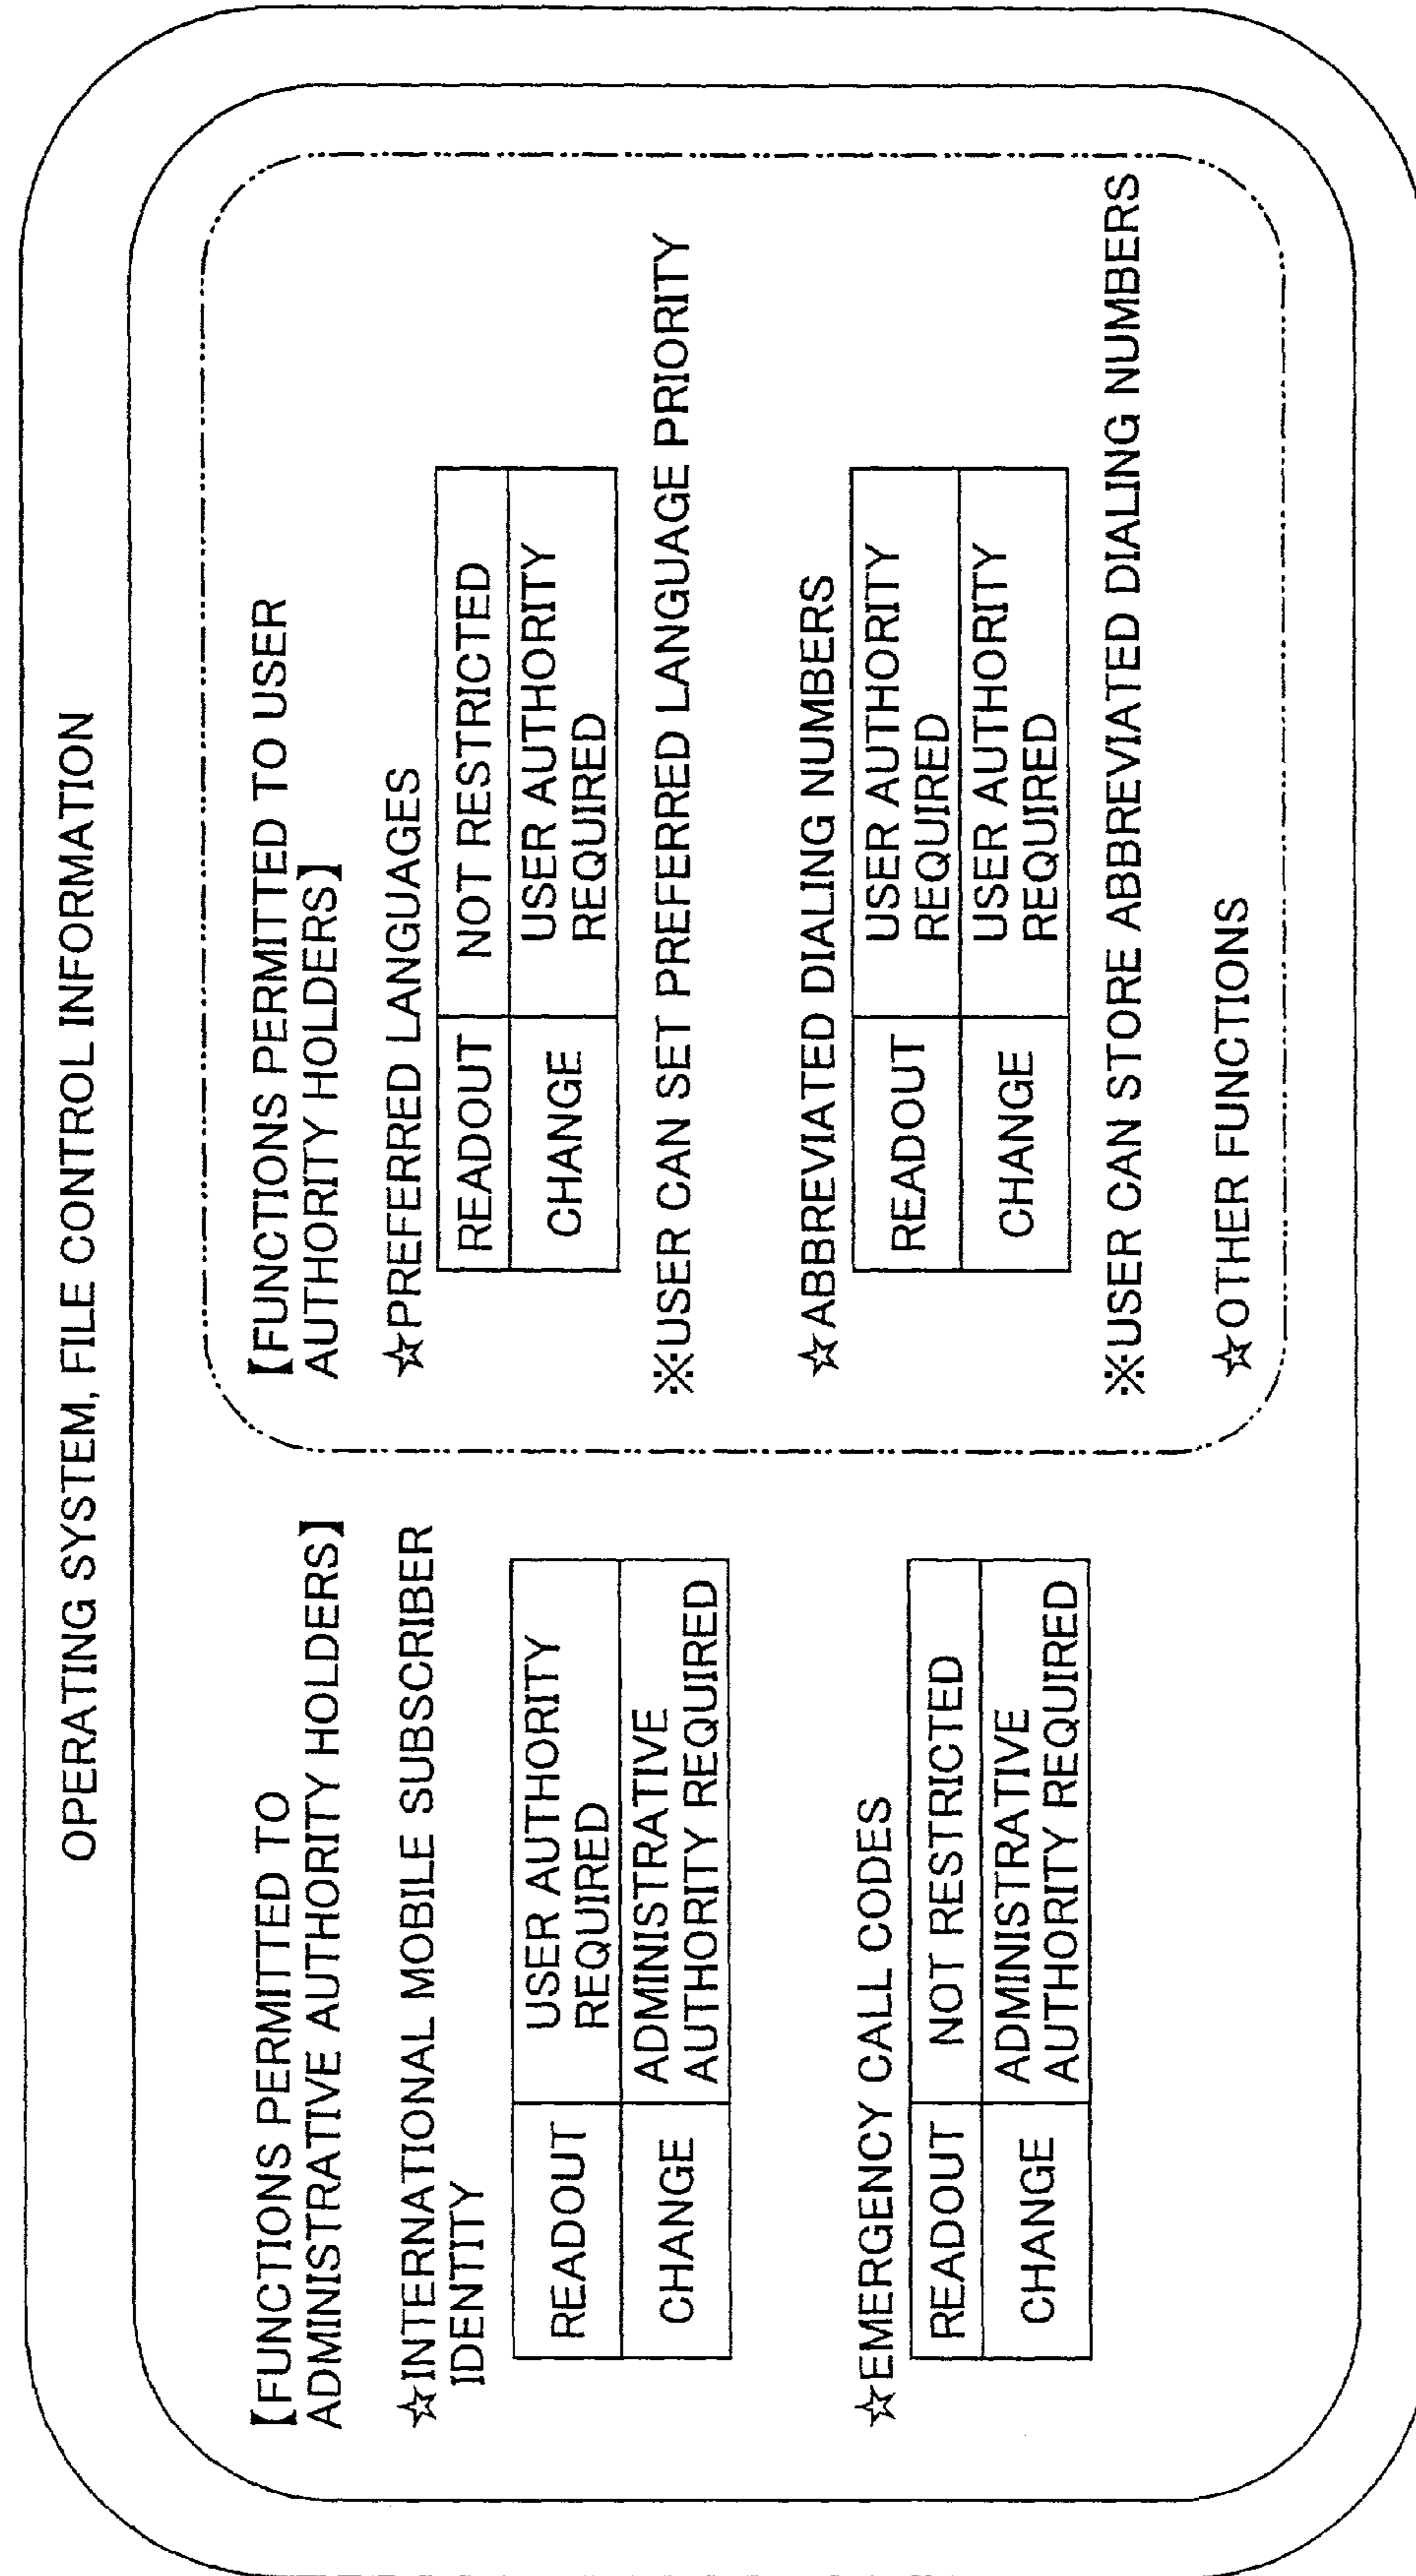 OPERATING SYSTEM, FILE CONTROL INFORMATION
【FUNCTIONS PERMITTED TO
ADMINISTRATIVE AUTHORITY HOLDERS】
☆INTERNATIONAL MOBILE SUBSCRIBER
IDENTITY
READOUT
USER AUTHORITY
REQUIRED
CHANGE
ADMINISTRATIVE
AUTHORITY REQUIRED
☆EMERGENCY CALL CODES
READOUT
NOT RESTRICTED
CHANGE
ADMINISTRATIVE
AUTHORITY REQUIRED
【FUNCTIONS PERMITTED TO USER
AUTHORITY HOLDERS】
☆PREFERRED LANGUAGES
READOUT
NOT RESTRICTED
CHANGE
USER AUTHORITY
REQUIRED
※USER CAN SET PREFERRED LANGUAGE PRIORITY
☆ABBREVIATED DIALING NUMBERS
READOUT
USER AUTHORITY
REQUIRED
CHANGE
USER AUTHORITY
REQUIRED
※USER CAN STORE ABBREVIATED DIALING NUMBERS
☆OTHER FUNCTIONS